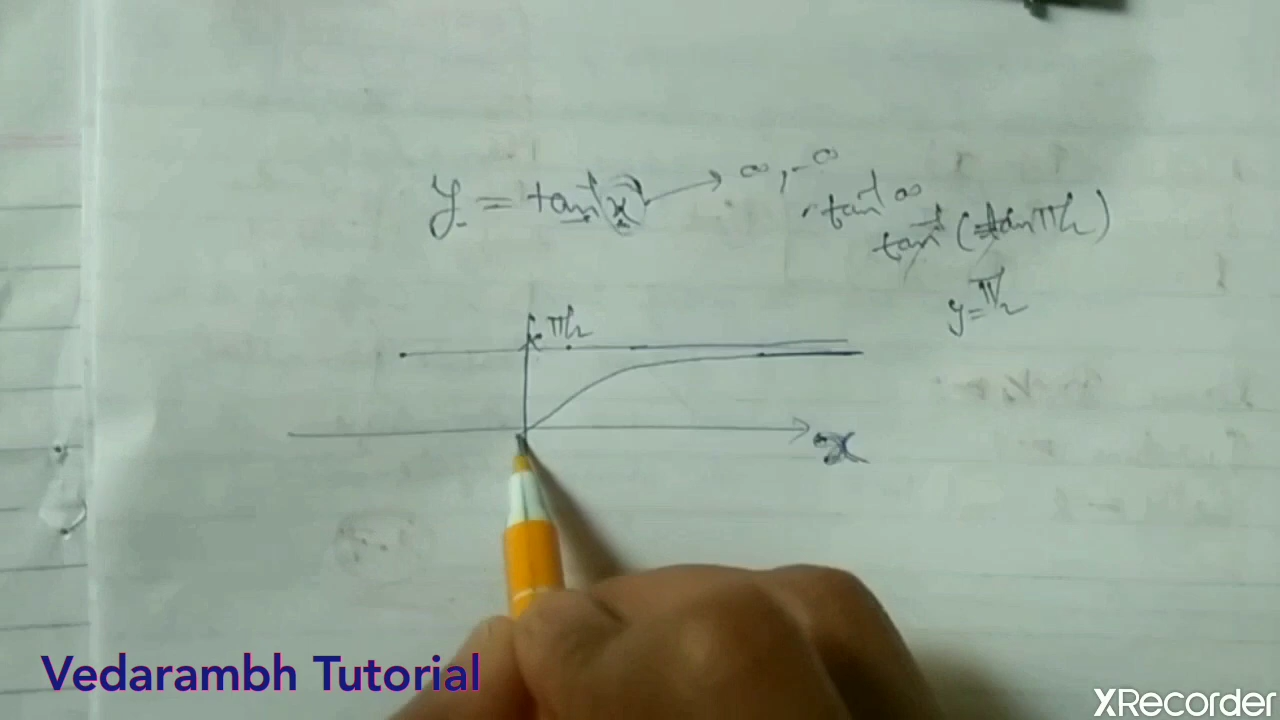 y = tan⁻¹(x) → ∞, -∞
tan⁻¹ ∞
tan⁻¹ (tan π/2)
y = π/2
π/2
x
Vedarambh Tutorial
XRecorder